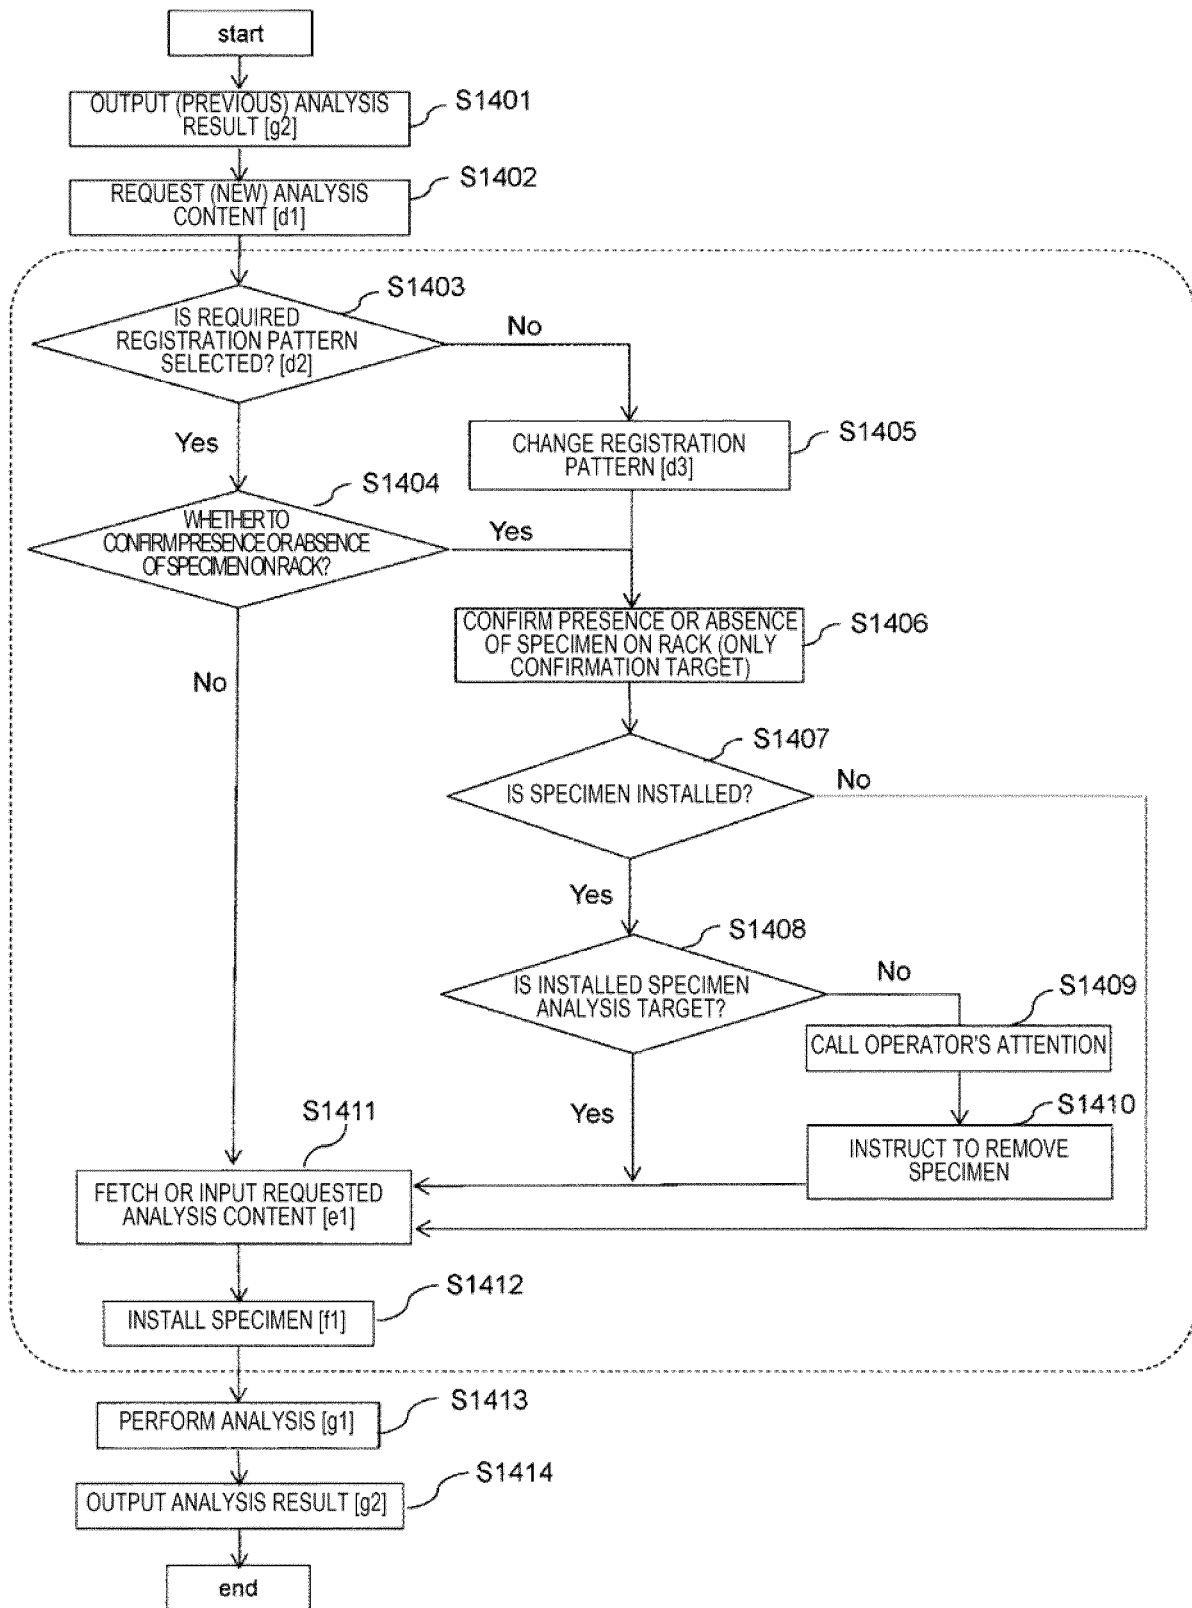 start
OUTPUT (PREVIOUS) ANALYSIS
RESULT [g2]
S1401
REQUEST (NEW) ANALYSIS
CONTENT [d1]
S1402
S1403
IS REQUIRED
REGISTRATION PATTERN
SELECTED? [d2]
No
Yes
CHANGE REGISTRATION
PATTERN [d3]
S1405
S1404
WHETHER TO
CONFIRM PRESENCE OR ABSENCE
OF SPECIMEN ON RACK?
Yes
No
CONFIRM PRESENCE OR ABSENCE
OF SPECIMEN ON RACK (ONLY
CONFIRMATION TARGET)
S1406
S1407
IS SPECIMEN INSTALLED?
No
Yes
S1408
IS INSTALLED SPECIMEN
ANALYSIS TARGET?
No
S1409
CALL OPERATOR'S ATTENTION
Yes
S1410
INSTRUCT TO REMOVE
SPECIMEN
S1411
FETCH OR INPUT REQUESTED
ANALYSIS CONTENT [e1]
S1412
INSTALL SPECIMEN [f1]
S1413
PERFORM ANALYSIS [g1]
S1414
OUTPUT ANALYSIS RESULT [g2]
end